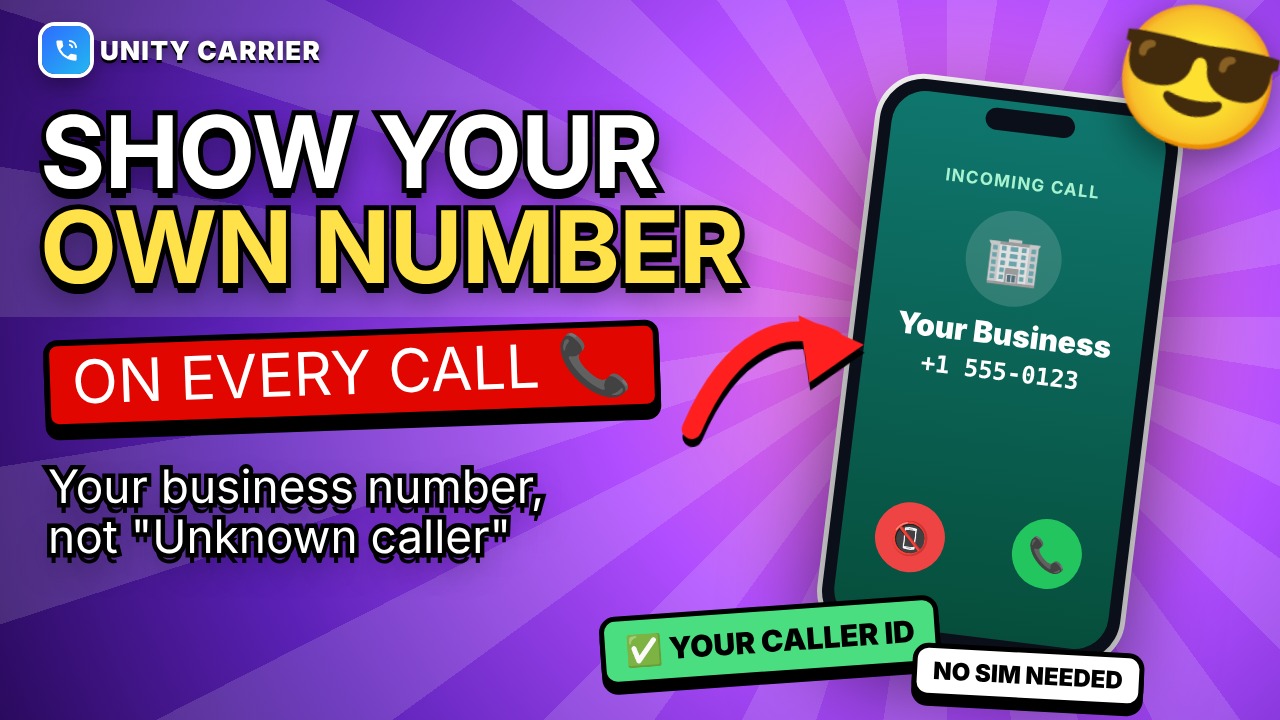 UNITY CARRIER
SHOW YOUR
OWN NUMBER
ON EVERY CALL
Your business number,
not "Unknown caller"
INCOMING CALL
Your Business
+1 555-0123
YOUR CALLER ID
NO SIM NEEDED